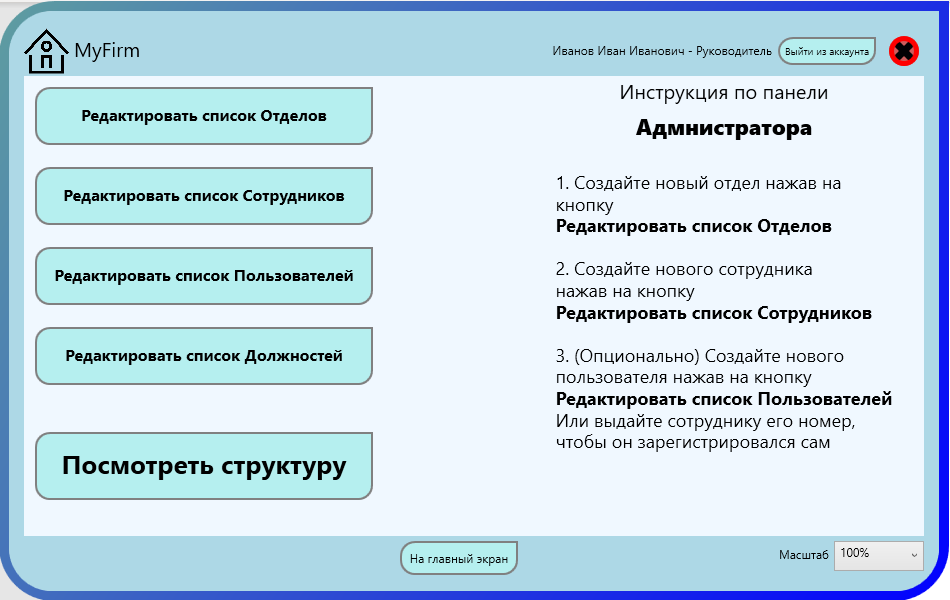 MyFirm
Иванов Иван Иванович - Руководитель
Выйти из аккаунта
Редактировать список Отделов
Редактировать список Сотрудников
Редактировать список Пользователей
Редактировать список Должностей
Посмотреть структуру
Инструкция по панели
Адмнистратора
1. Создайте новый отдел нажав на
кнопку
Редактировать список Отделов
2. Создайте нового сотрудника
нажав на кнопку
Редактировать список Сотрудников
3. (Опционально) Создайте нового
пользователя нажав на кнопку
Редактировать список Пользователей
Или выдайте сотруднику его номер,
чтобы он зарегистрировался сам
На главный экран
Масштаб
100%